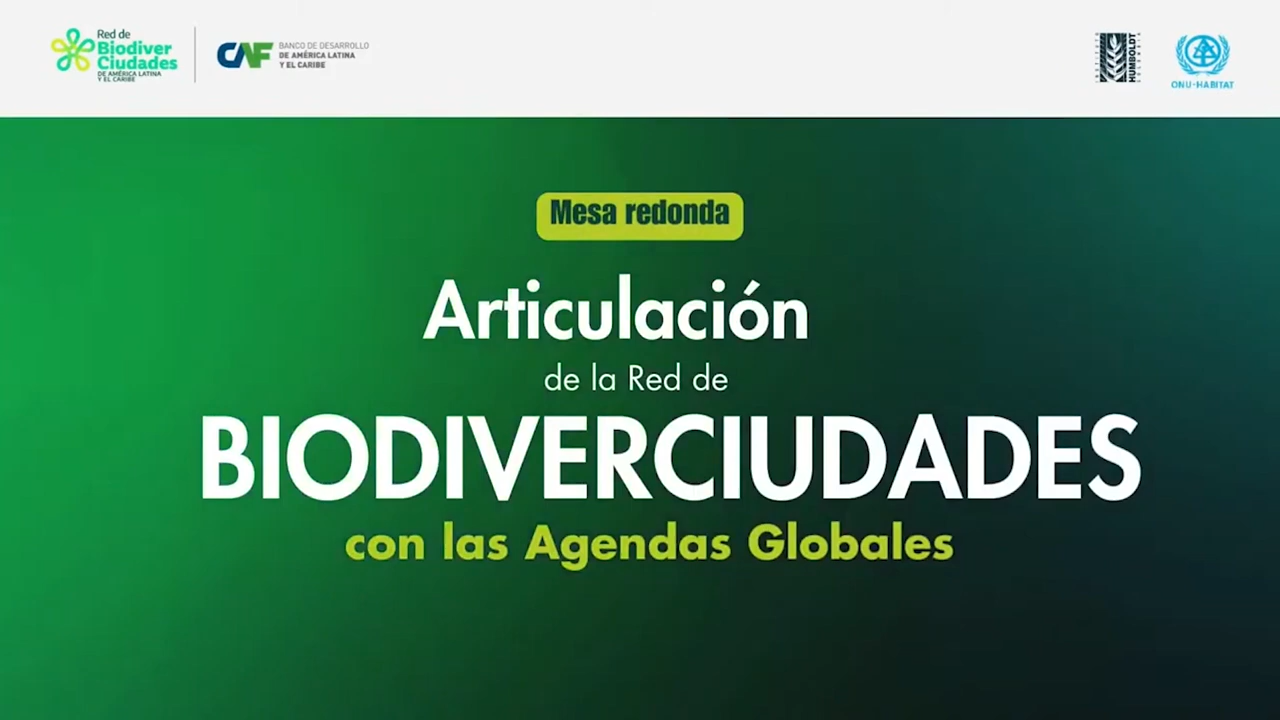 Red de
Biodiver
Ciudades
DE AMÉRICA LATINA
Y EL CARIBE
CAF
BANCO DE DESARROLLO
DE AMÉRICA LATINA
Y EL CARIBE
HUMBOLDT
ONU-HABITAT
Mesa redonda
Articulación
de la Red de
BIODIVERCIUDADES
con las Agendas Globales